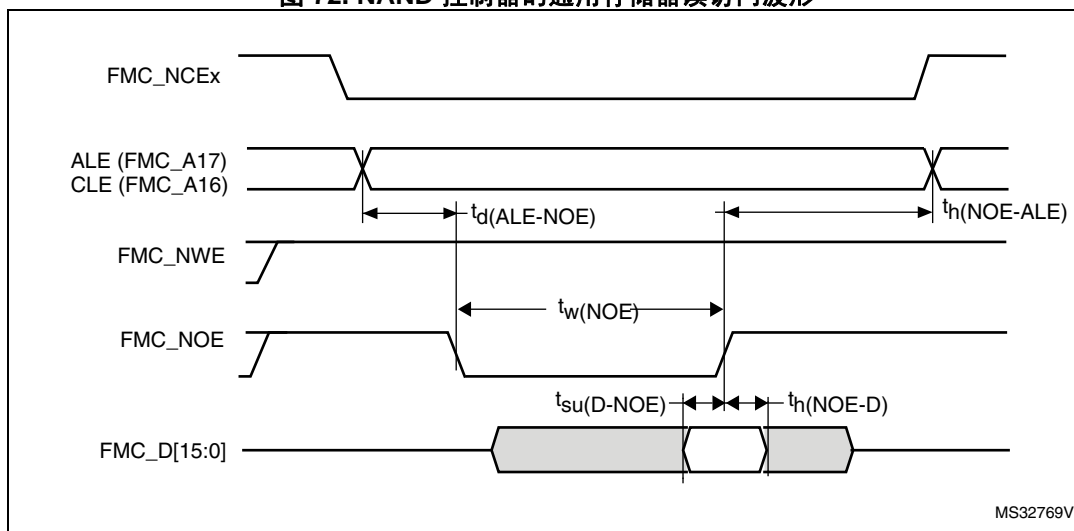 图 72. NAND 控制器的通用存储器读访问波形
FMC_NCEx
ALE (FMC_A17)
CLE (FMC_A16)
td(ALE-NOE)
th(NOE-ALE)
FMC_NWE
tw(NOE)
FMC_NOE
tsu(D-NOE)
th(NOE-D)
FMC_D[15:0]
MS32769V